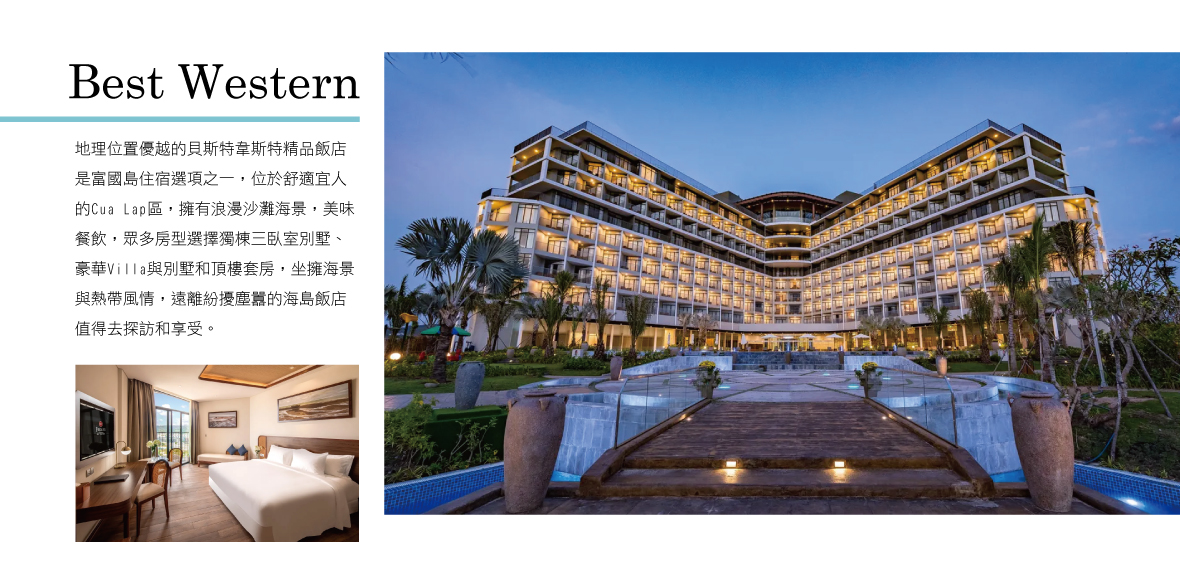 Best Western
地理位置優越的貝斯特韋斯特精品飯店
是富國島住宿選項之一，位於舒適宜人
的Cua Lap區，擁有浪漫沙灘海景，美味
餐飲，眾多房型選擇獨棟三臥室別墅、
豪華Villa與別墅和頂樓套房，坐擁海景
與熱帶風情，遠離紛擾塵囂的海島飯店
值得去探訪和享受。